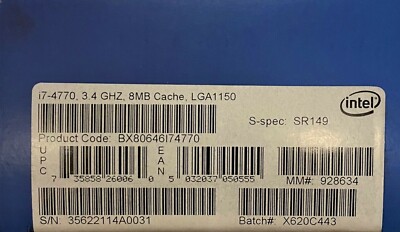 i7-4770, 3.4 GHZ, 8MB Cache, LGA1150
intel
S-spec: SR149
Product Code: BX80646I74770
UPC
EAN
7 35858 26006 0
5 032037 050555
MM#: 928634
S/N: 35622114A0031
Batch#: X620C443